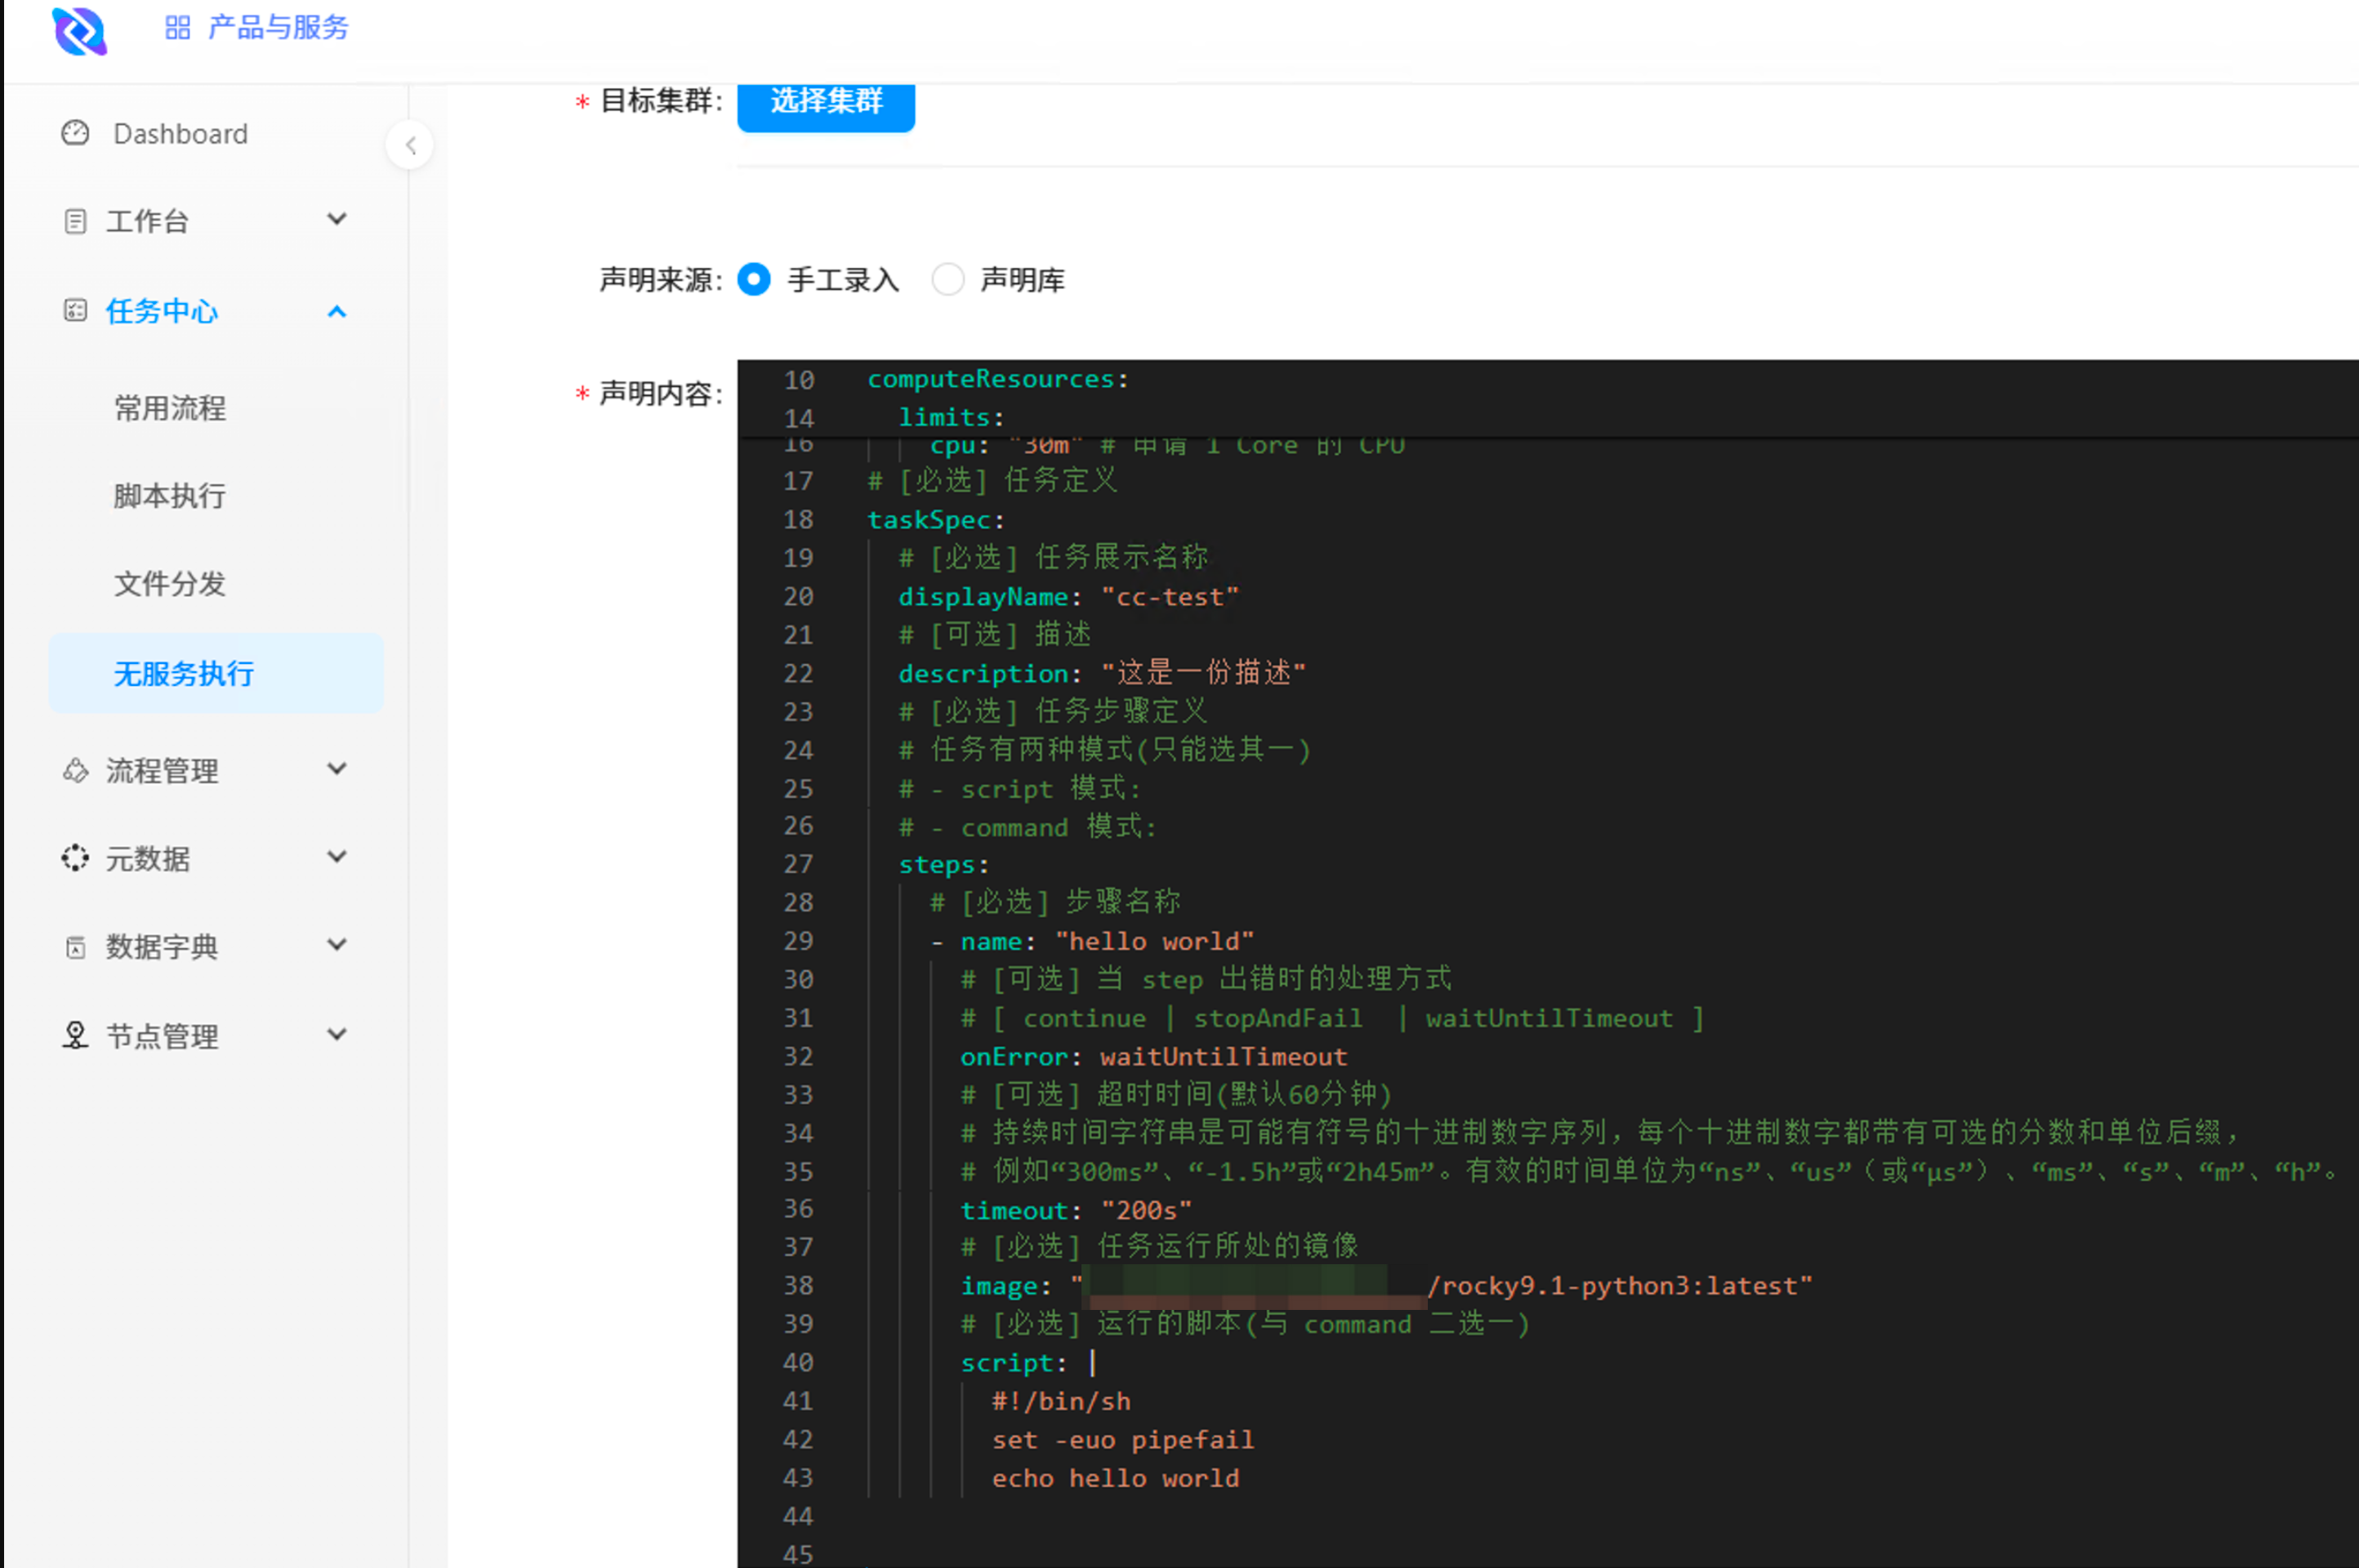 产品与服务
Dashboard
工作台
任务中心
常用流程
脚本执行
文件分发
无服务执行
流程管理
元数据
数据字典
节点管理
* 目标集群: 选择集群
声明来源: 手工录入 声明库
* 声明内容:
10 computeResources:
14 limits:
16 cpu: "30m" # 申请 1 Core 的 CPU
17 # [必选] 任务定义
18 taskSpec:
19 # [必选] 任务展示名称
20 displayName: "cc-test"
21 # [可选] 描述
22 description: "这是一份描述"
23 # [必选] 任务步骤定义
24 # 任务有两种模式(只能选其一)
25 # - script 模式:
26 # - command 模式:
27 steps:
28 # [必选] 步骤名称
29 - name: "hello world"
30 # [可选] 当 step 出错时的处理方式
31 # [ continue | stopAndFail  | waitUntilTimeout ]
32 onError: waitUntilTimeout
33 # [可选] 超时时间(默认60分钟)
34 # 持续时间字符串是可能有符号的十进制数字序列，每个十进制数字都带有可选的分数和单位后缀，
35 # 例如“300ms”、“-1.5h”或“2h45m”。有效的时间单位为“ns”、“us”（或“µs”）、“ms”、“s”、“m”、“h”。
36 timeout: "200s"
37 # [必选] 任务运行所处的镜像
38 image: "/rocky9.1-python3:latest"
39 # [必选] 运行的脚本(与 command 二选一)
40 script: |
41 #!/bin/sh
42 set -euo pipefail
43 echo hello world
44
45